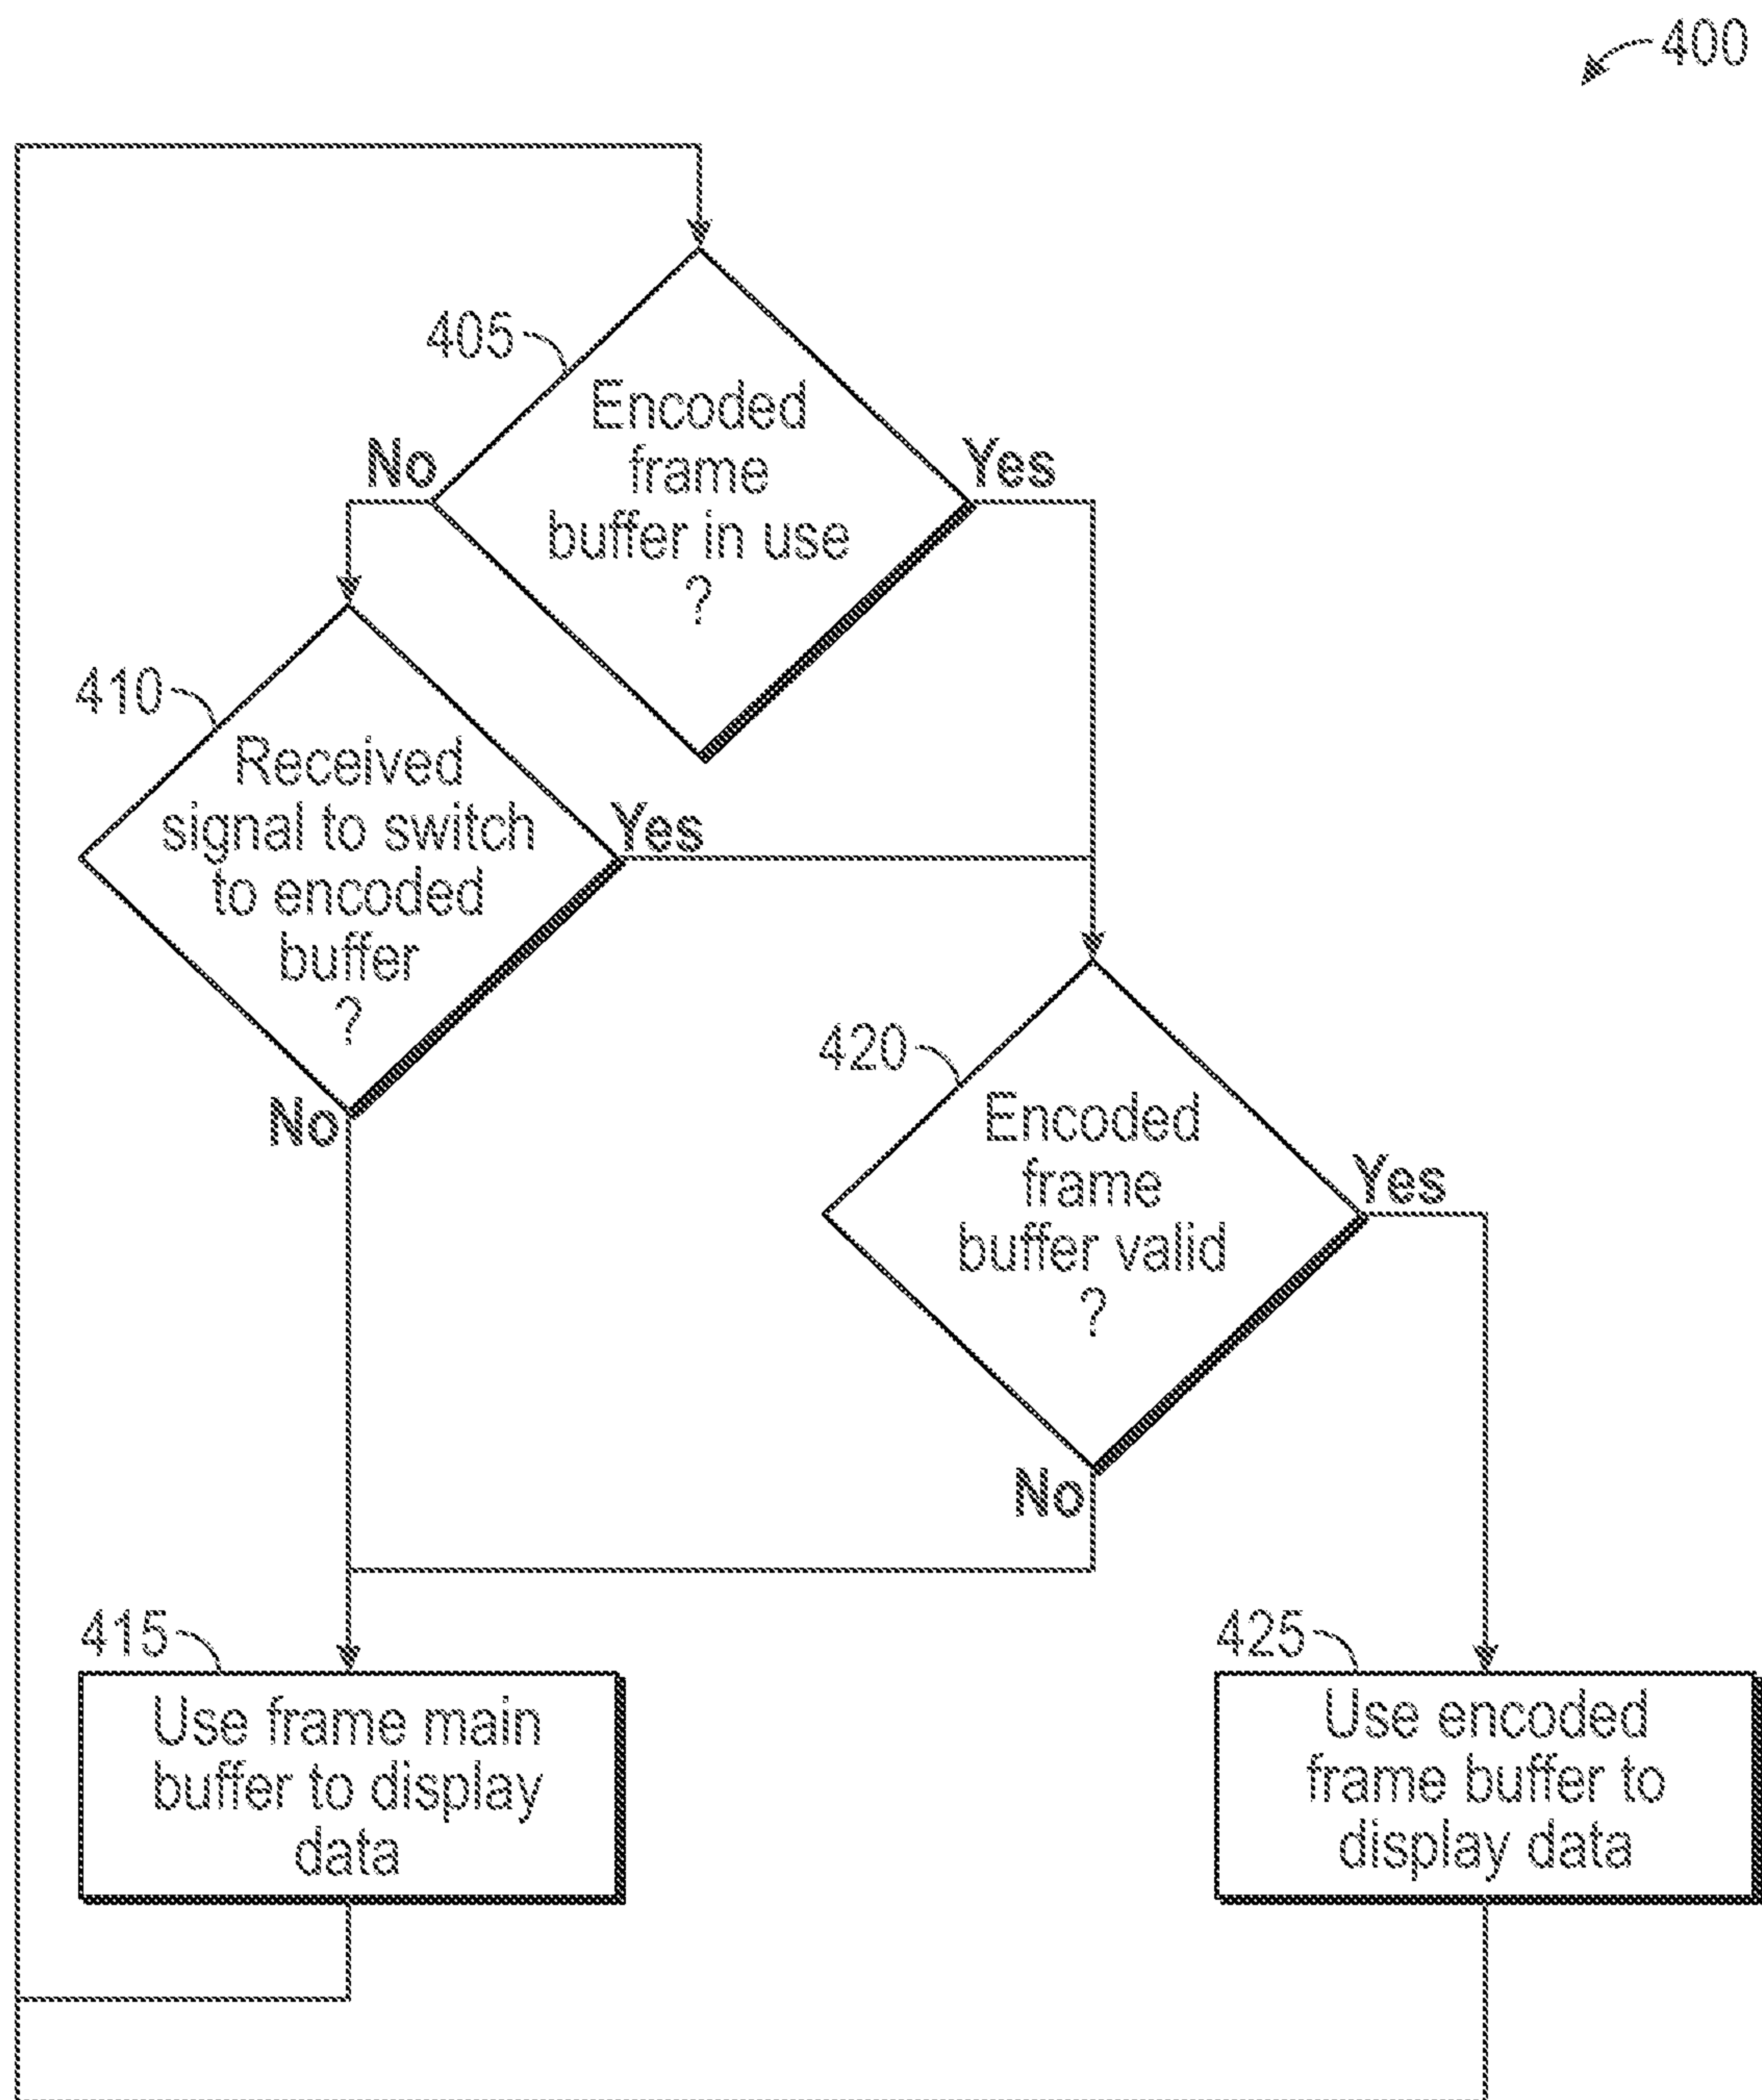 400
405
Encoded
frame
buffer in use
?
No
Yes
410
Received
signal to switch
to encoded
buffer
?
Yes
No
420
Encoded
frame
buffer valid
?
Yes
No
415
Use frame main
buffer to display
data
425
Use encoded
frame buffer to
display data